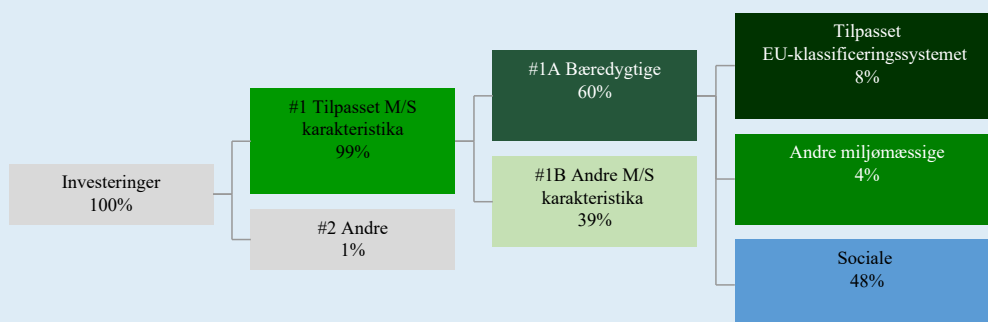 Investeringer
100%
#1 Tilpasset M/S
karakteristika
99%
#2 Andre
1%
#1A Bæredygtige
60%
#1B Andre M/S
karakteristika
39%
Tilpasset
EU-klassificeringssystemet
8%
Andre miljømæssige
4%
Sociale
48%